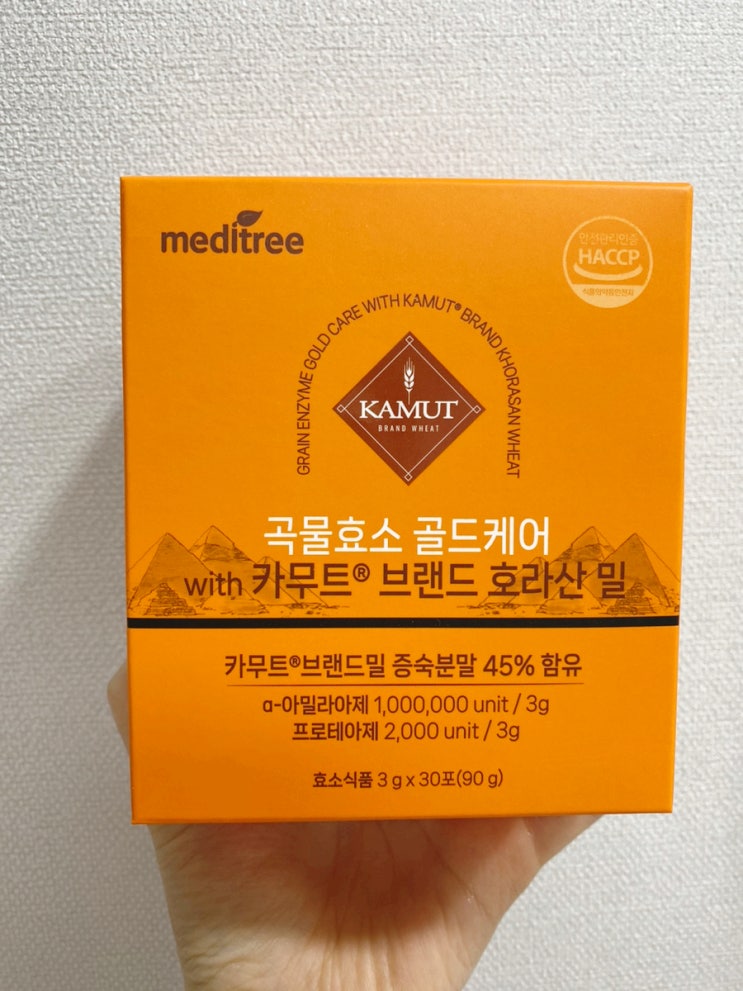 meditree
안전관리인증
HACCP
식품의약품안전처
GRAIN ENZYME GOLD CARE WITH KAMUT® BRAND KHORASAN WHEAT
KAMUT
BRAND WHEAT
곡물효소 골드케어
with 카무트® 브랜드 호라산 밀
카무트®브랜드밀 증숙분말 45% 함유
α-아밀라아제 1,000,000 unit / 3g
프로테아제 2,000 unit / 3g
효소식품 3 g x 30포(90 g)